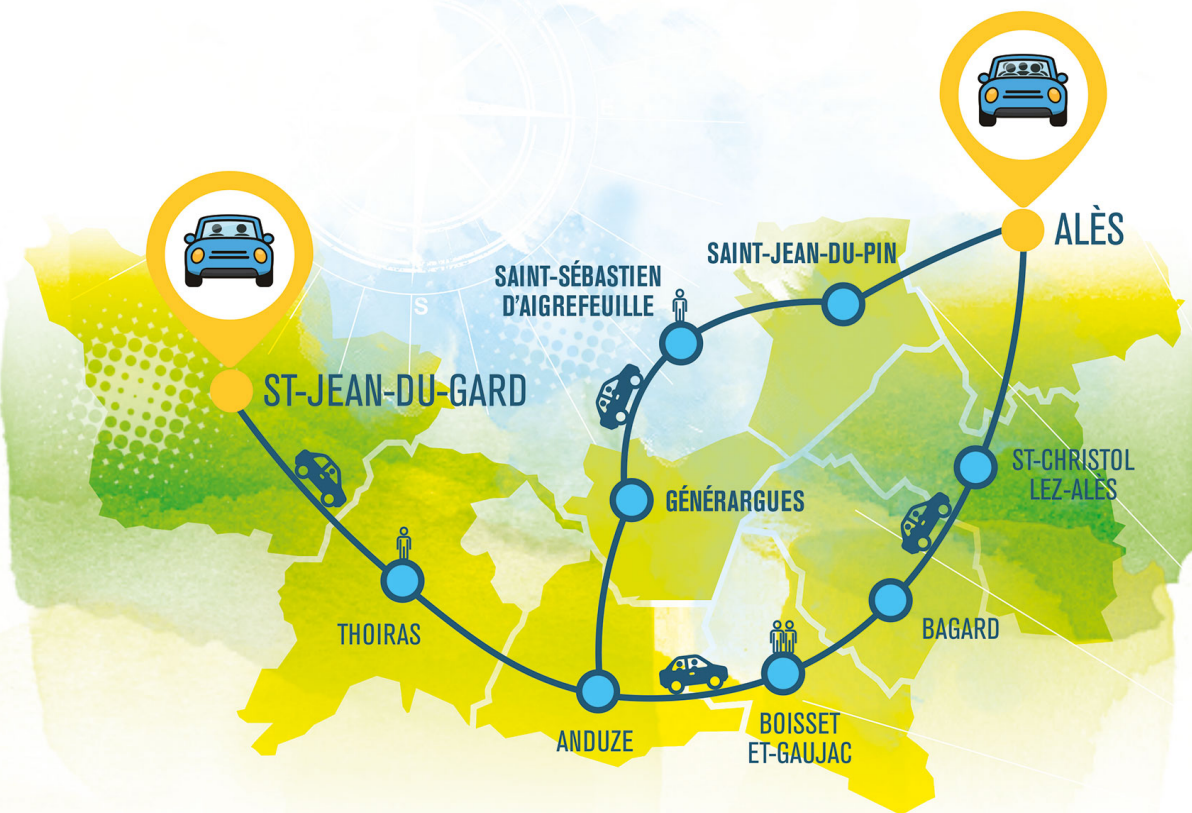 E
ALÈS
SAINT-JEAN-DU-PIN
SAINT-SÉBASTIEN
D'AIGREFEUILLE
S
ST-JEAN-DU-GARD
ST-CHRISTOL
LEZ-ALÈS
GÉNÉRARGUES
THOIRAS
BAGARD
ANDUZE
BOISSET
ET-GAUJAC